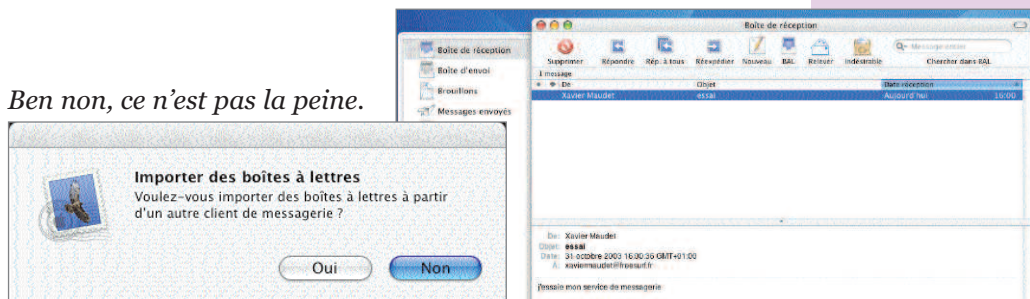 Ben non, ce n'est pas la peine.
Importer des boîtes à lettres
Voulez-vous importer des boîtes à lettres à partir
d'un autre client de messagerie ?
Oui Non
Boîte de réception
Boîte d'envoi
Brouillons
Messages envoyés
Boîte de réception
Supprimer Répondre Rép. à tous Réexpédier Nouveau BAL Relever Indésirable Chercher dans BAL
1 message
De Objet Date réception
Xavier Maudet essai Aujourd'hui 16:00
De: Xavier Maudet
Objet: essai
Date: 31 octobre 2003 16:00:36 GMT+01:00
À: xaviermaudet@freesurf.fr
j'essaie mon service de messagerie